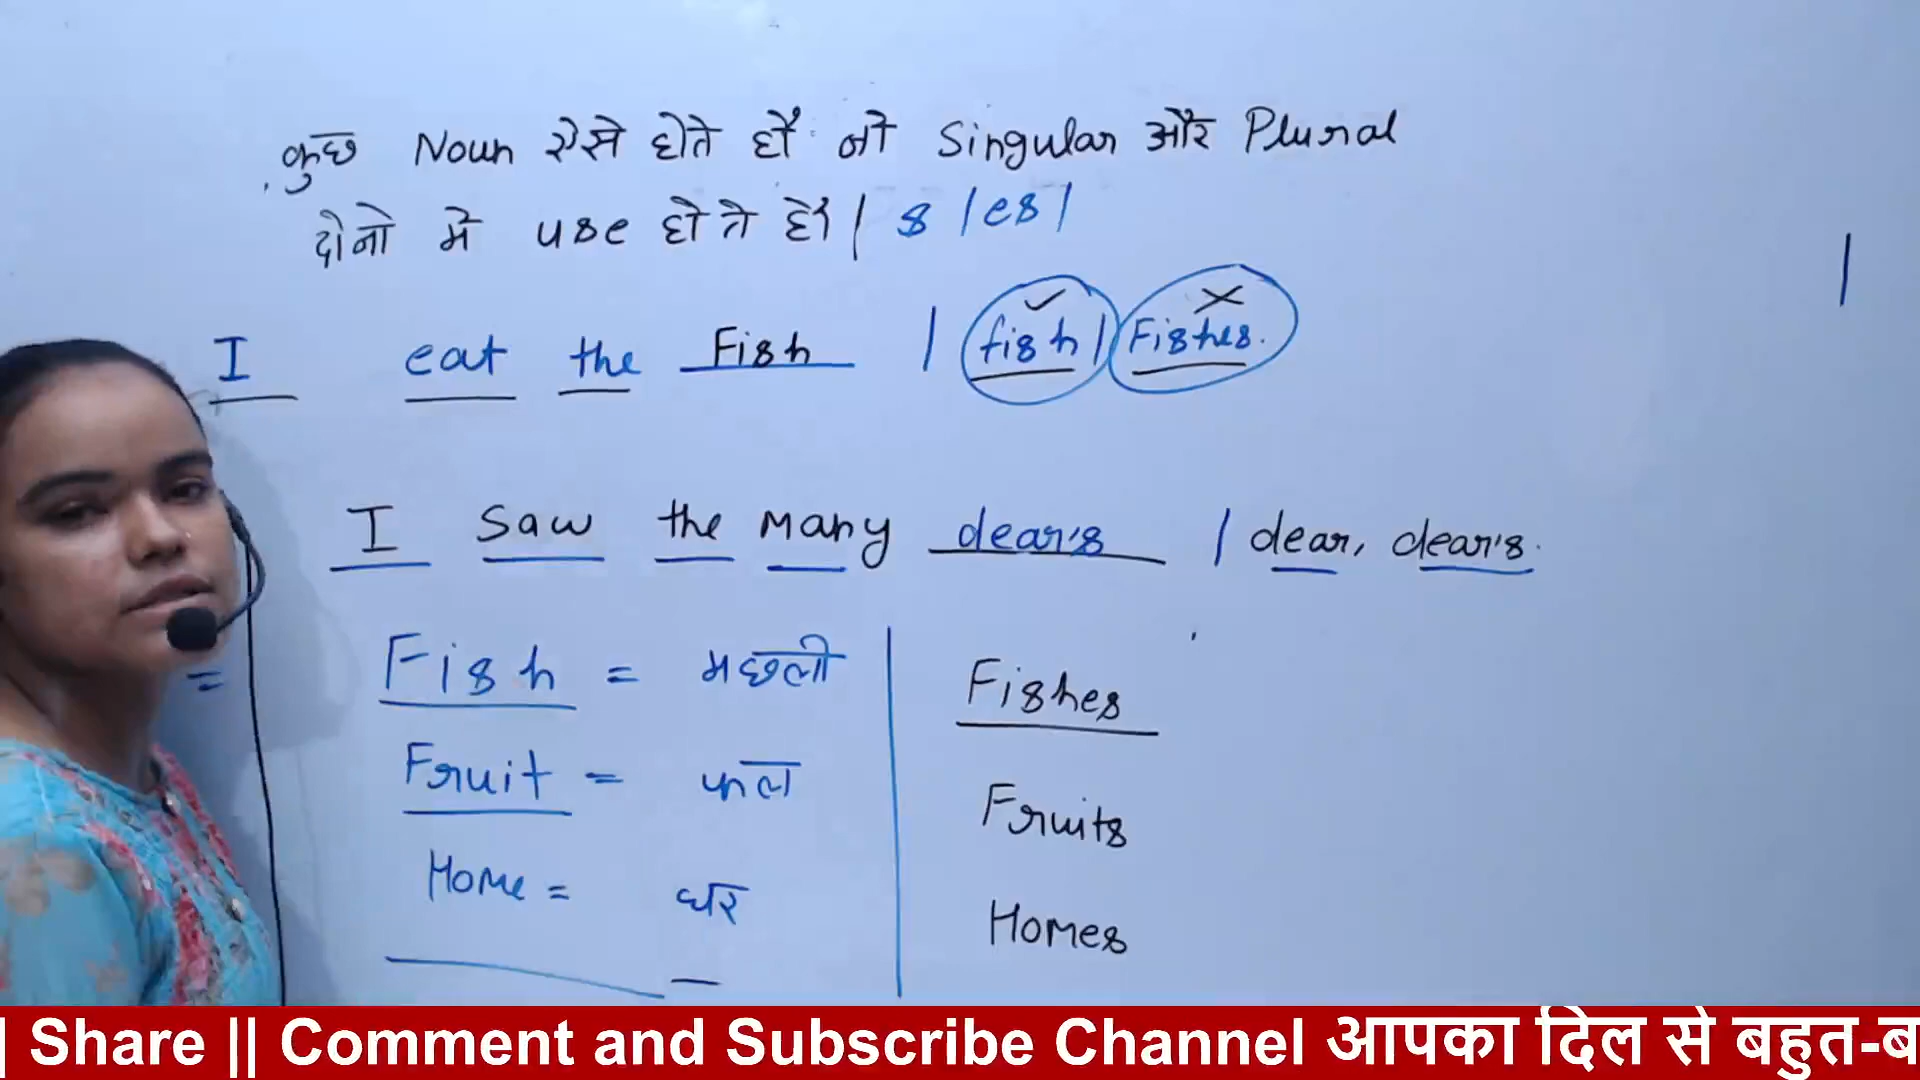 कुछ Noun ऐसे होते हैं जो Singular और Plural
दोनो मे use होते है। | s / es /
I eat the Fish | fish | Fishes.
I Saw the Many dear's | dear, dear's.
= Fish = मछली | Fishes
Fruit = फल | Fruits
Home = घर | Homes
| Share || Comment and Subscribe Channel आपका दिल से बहुत-ब